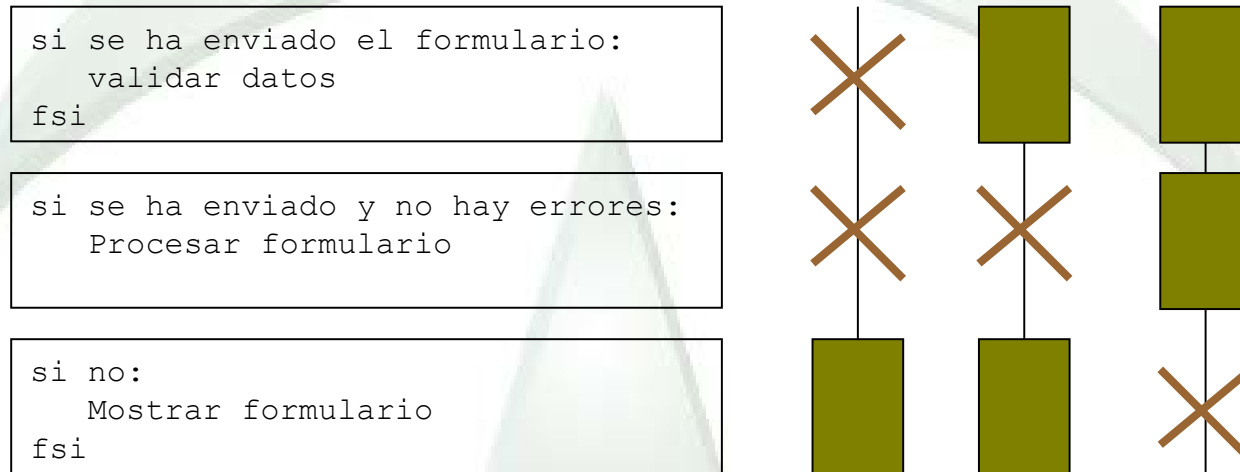 si se ha enviado el formulario:
validar datos
fsi
si se ha enviado y no hay errores:
Procesar formulario
si no:
Mostrar formulario
fsi